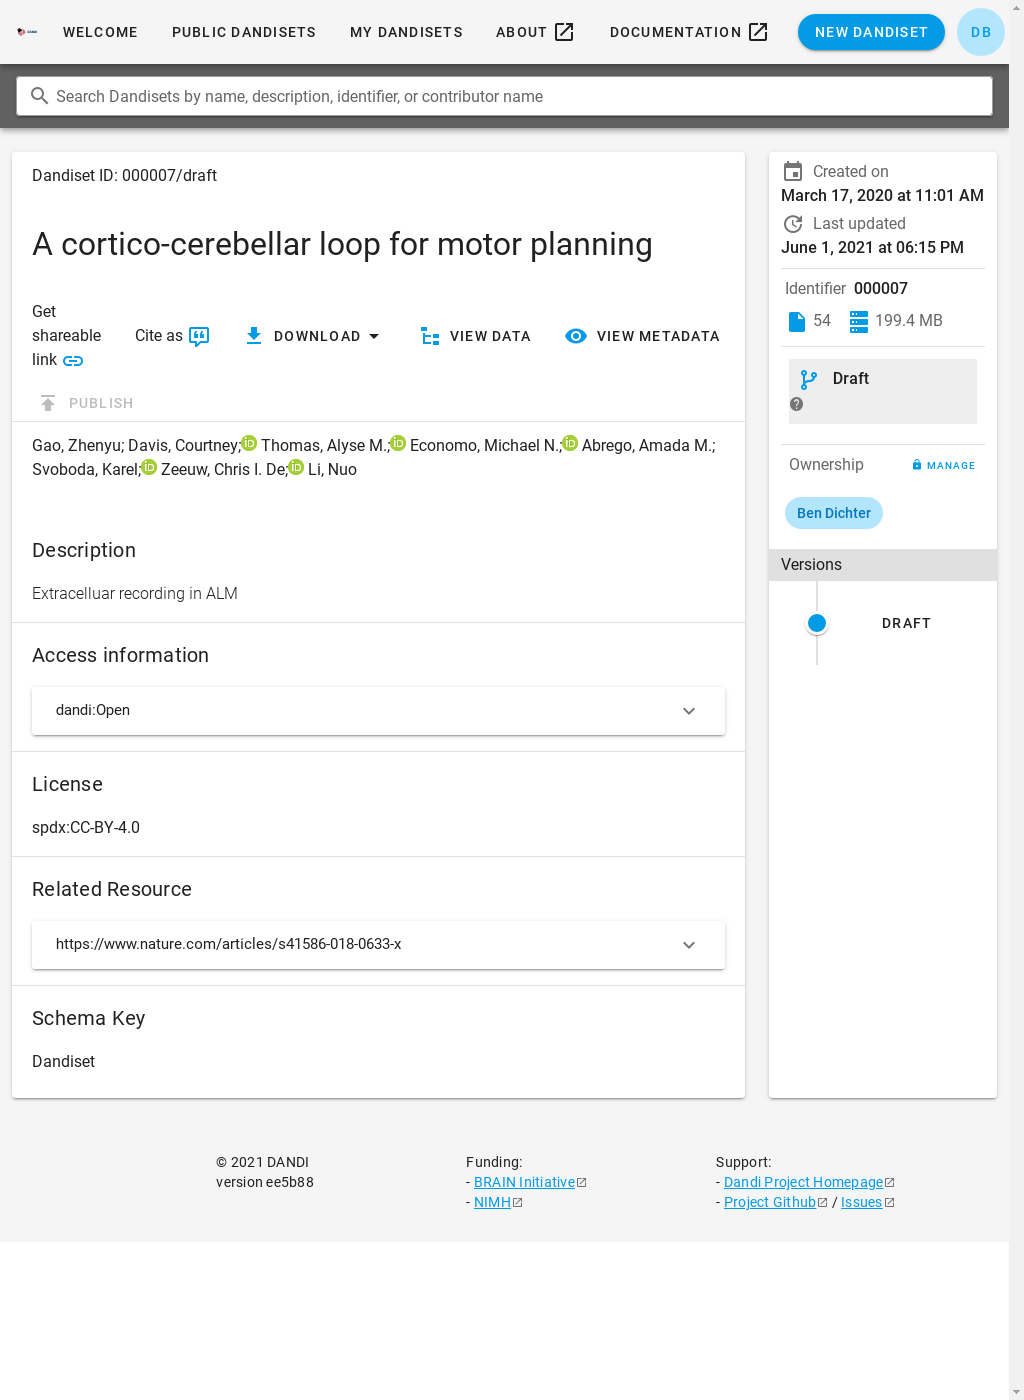 WELCOME PUBLIC DANDISETS MY DANDISETS ABOUT DOCUMENTATION NEW DANDISET DB
Search Dandisets by name, description, identifier, or contributor name
Dandiset ID: 000007/draft
A cortico-cerebellar loop for motor planning
Get
shareable
link
Cite as
DOWNLOAD
VIEW DATA
VIEW METADATA
PUBLISH
Gao, Zhenyu; Davis, Courtney; Thomas, Alyse M.; Economo, Michael N.; Abrego, Amada M.;
Svoboda, Karel; Zeeuw, Chris I. De; Li, Nuo
Description
Extracelluar recording in ALM
Access information
dandi:Open
License
spdx:CC-BY-4.0
Related Resource
https://www.nature.com/articles/s41586-018-0633-x
Schema Key
Dandiset
Created on
March 17, 2020 at 11:01 AM
Last updated
June 1, 2021 at 06:15 PM
Identifier 000007
54 199.4 MB
Draft
Ownership MANAGE
Ben Dichter
Versions
DRAFT
© 2021 DANDI
version ee5b88
Funding:
- BRAIN Initiative
- NIMH
Support:
- Dandi Project Homepage
- Project Github / Issues